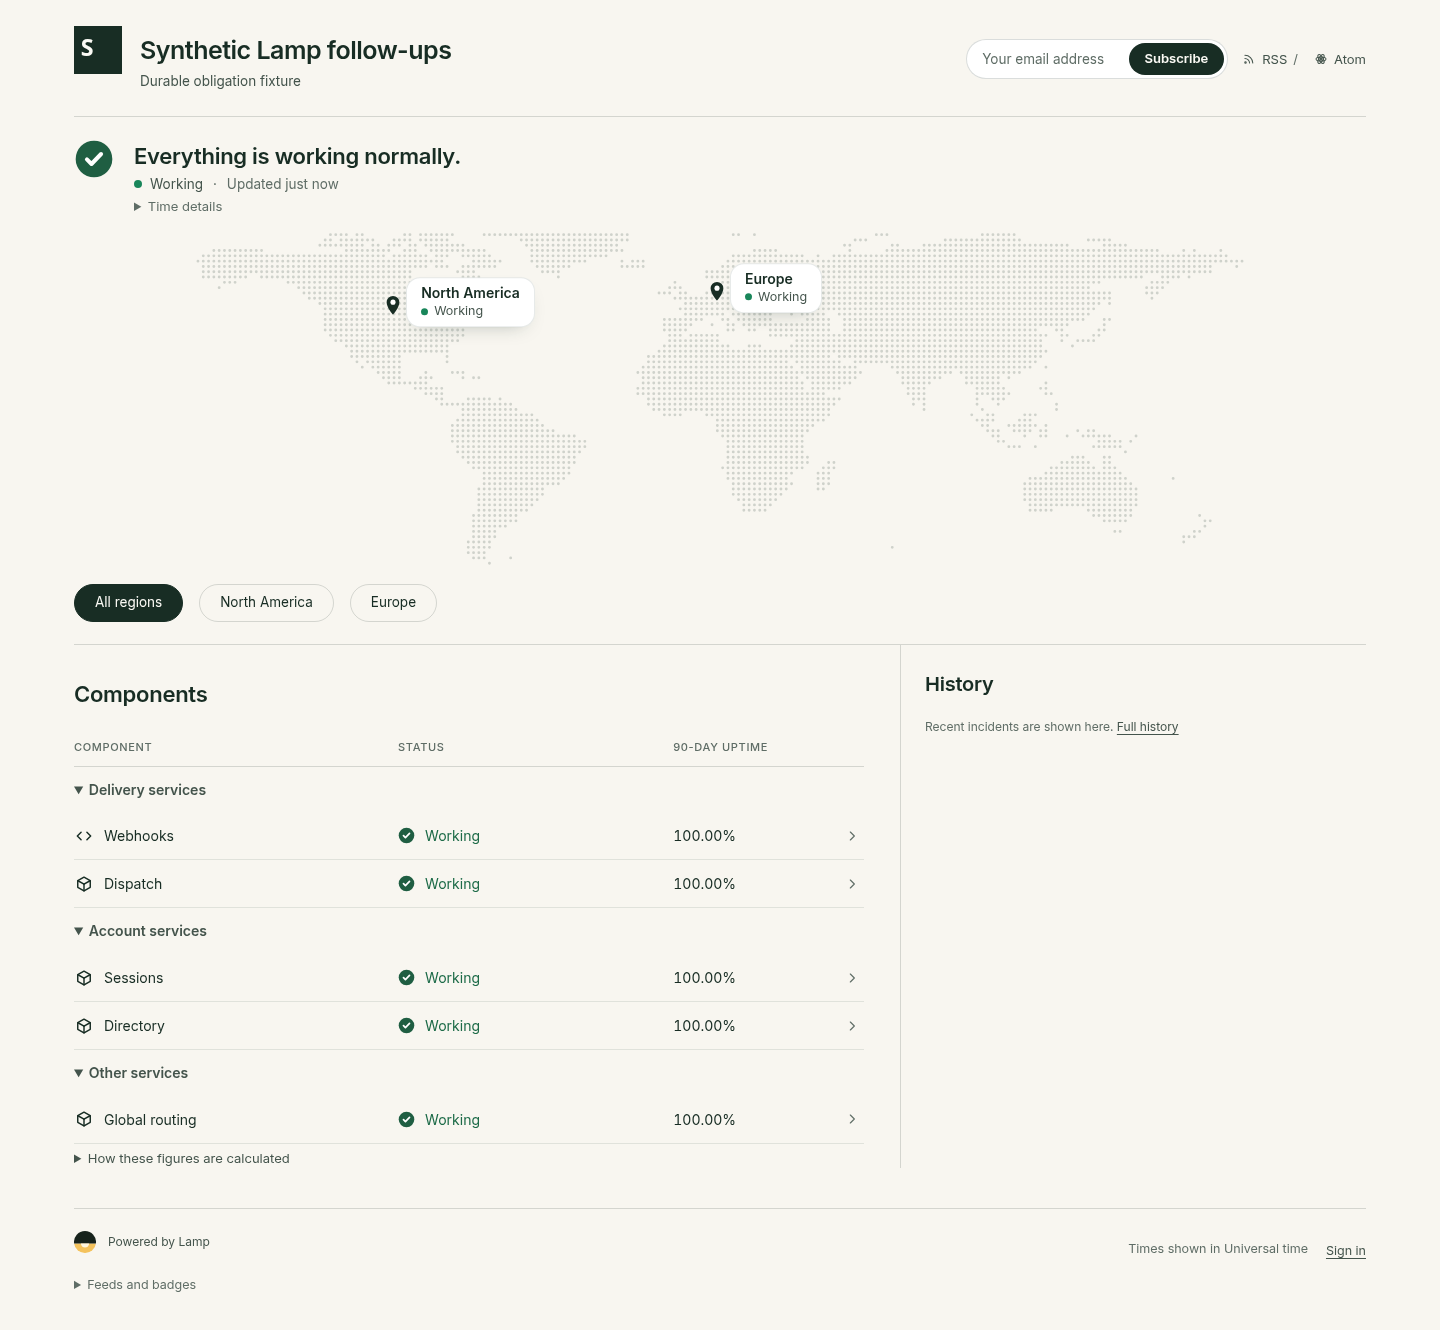 S
Synthetic Lamp follow-ups
Durable obligation fixture
Your email address
Subscribe
RSS /
Atom
Everything is working normally.
Working · Updated just now
Time details
North America
Working
Europe
Working
All regions
North America
Europe
Components
COMPONENT STATUS 90-DAY UPTIME
Delivery services
Webhooks Working 100.00%
Dispatch Working 100.00%
Account services
Sessions Working 100.00%
Directory Working 100.00%
Other services
Global routing Working 100.00%
How these figures are calculated
History
Recent incidents are shown here. Full history
Powered by Lamp
Times shown in Universal time
Sign in
Feeds and badges